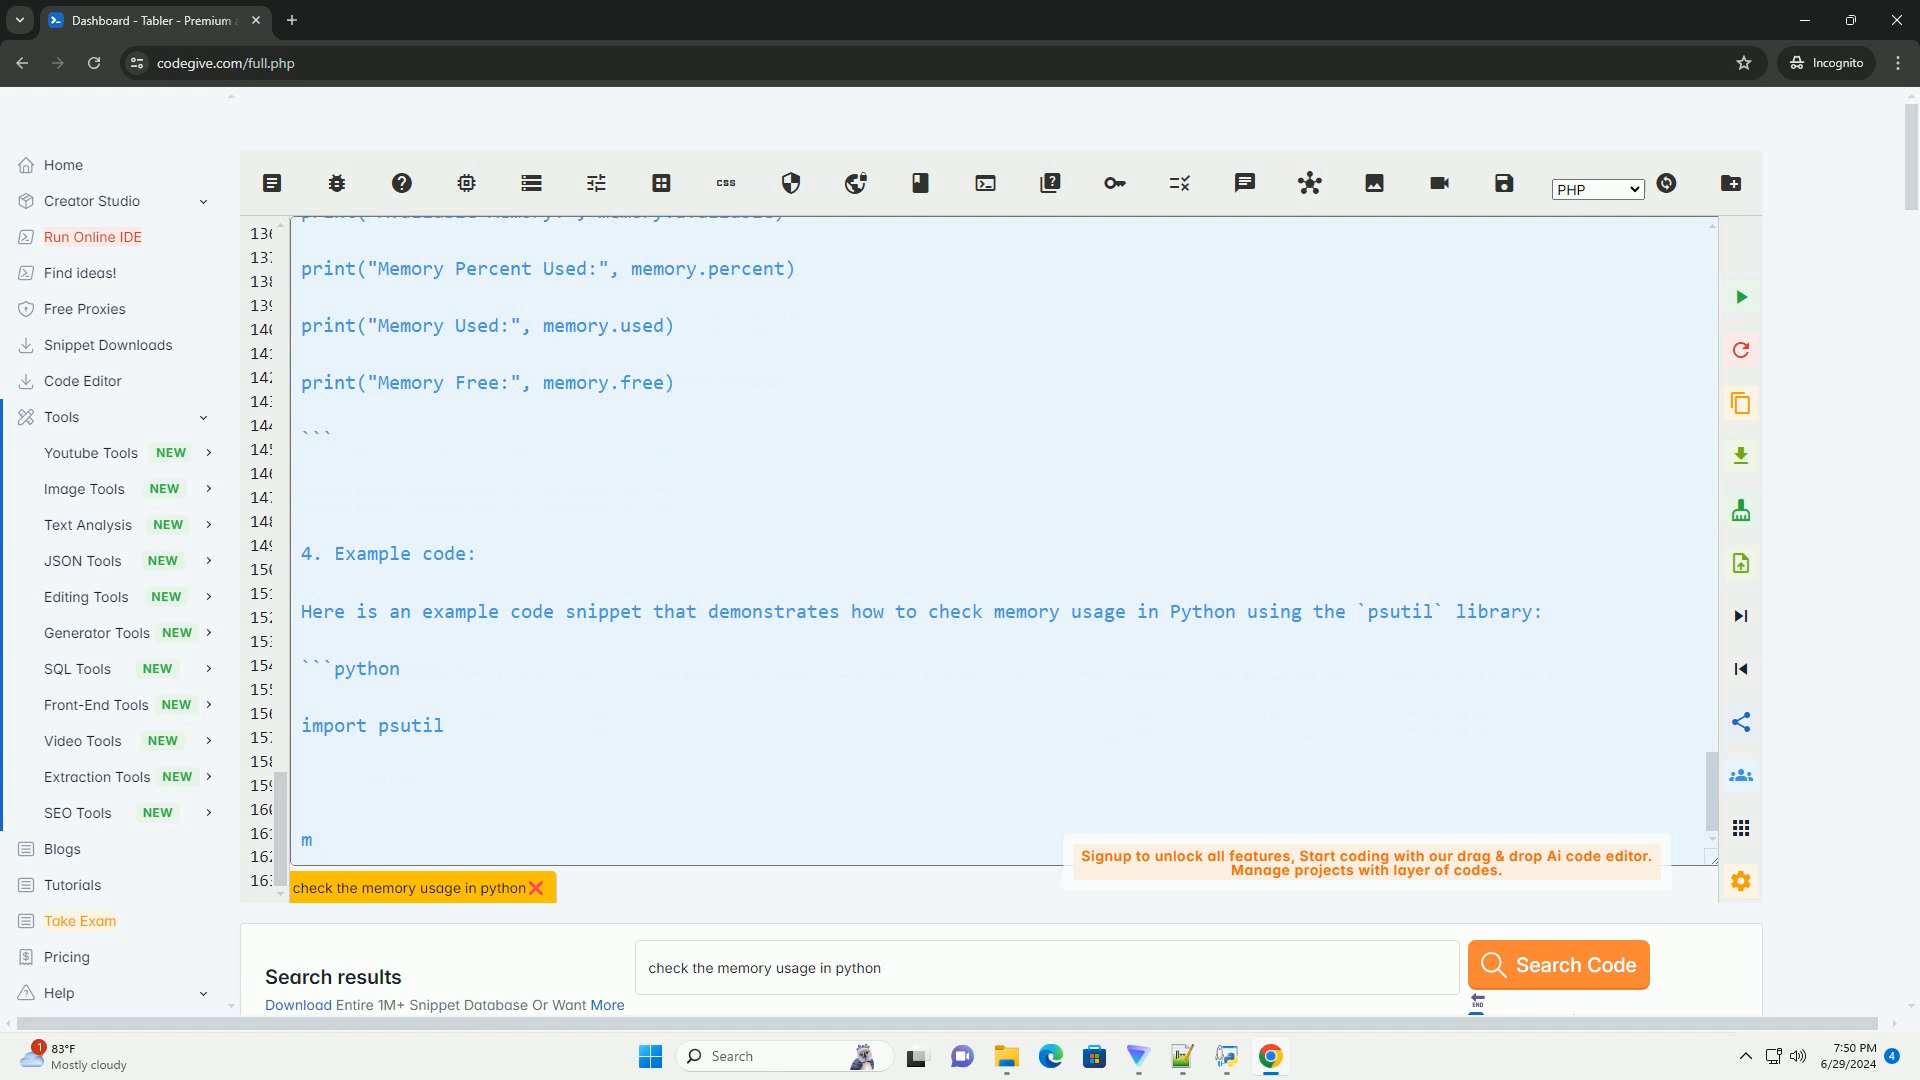 Dashboard - Tabler - Premium
codegive.com/full.php
Incognito
Home
Creator Studio
Run Online IDE
Find ideas!
Free Proxies
Snippet Downloads
Code Editor
Tools
Youtube Tools NEW
Image Tools NEW
Text Analysis NEW
JSON Tools NEW
Editing Tools NEW
Generator Tools NEW
SQL Tools NEW
Front-End Tools NEW
Video Tools NEW
Extraction Tools NEW
SEO Tools NEW
Blogs
Tutorials
Take Exam
Pricing
Help
css
PHP
print("Memory Percent Used:", memory.percent)
print("Memory Used:", memory.used)
print("Memory Free:", memory.free)
```
4. Example code:
Here is an example code snippet that demonstrates how to check memory usage in Python using the `psutil` library:
```python
import psutil
m
Signup to unlock all features, Start coding with our drag & drop Ai code editor.
Manage projects with layer of codes.
check the memory usage in python
Search results
check the memory usage in python
Search Code
Download Entire 1M+ Snippet Database Or Want More
END
1
83°F
Mostly cloudy
Search
7:50 PM
6/29/2024
4